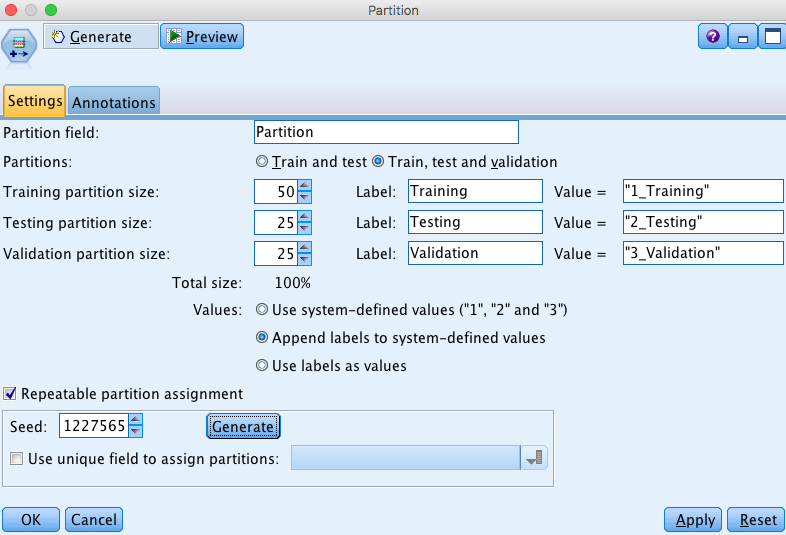 Partition
Generate Preview ?
Settings Annotations
Partition field: Partition
Partitions: Train and test Train, test and validation
Training partition size: 50 Label: Training Value = "1_Training"
Testing partition size: 25 Label: Testing Value = "2_Testing"
Validation partition size: 25 Label: Validation Value = "3_Validation"
Total size: 100%
Values: Use system-defined values ("1", "2" and "3")
Append labels to system-defined values
Use labels as values
Repeatable partition assignment
Seed: 1227565 Generate
Use unique field to assign partitions:
OK Cancel Apply Reset